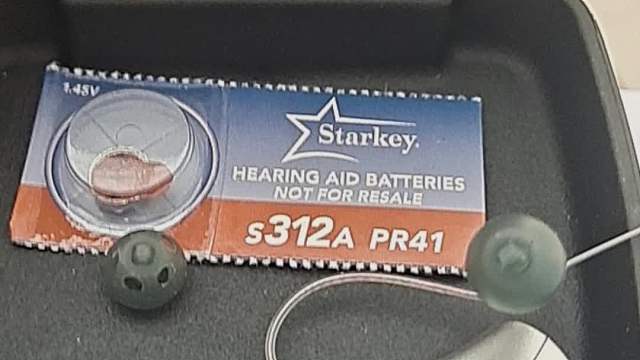 1.45V
Starkey.
HEARING AID BATTERIES
NOT FOR RESALE
S312A PR41